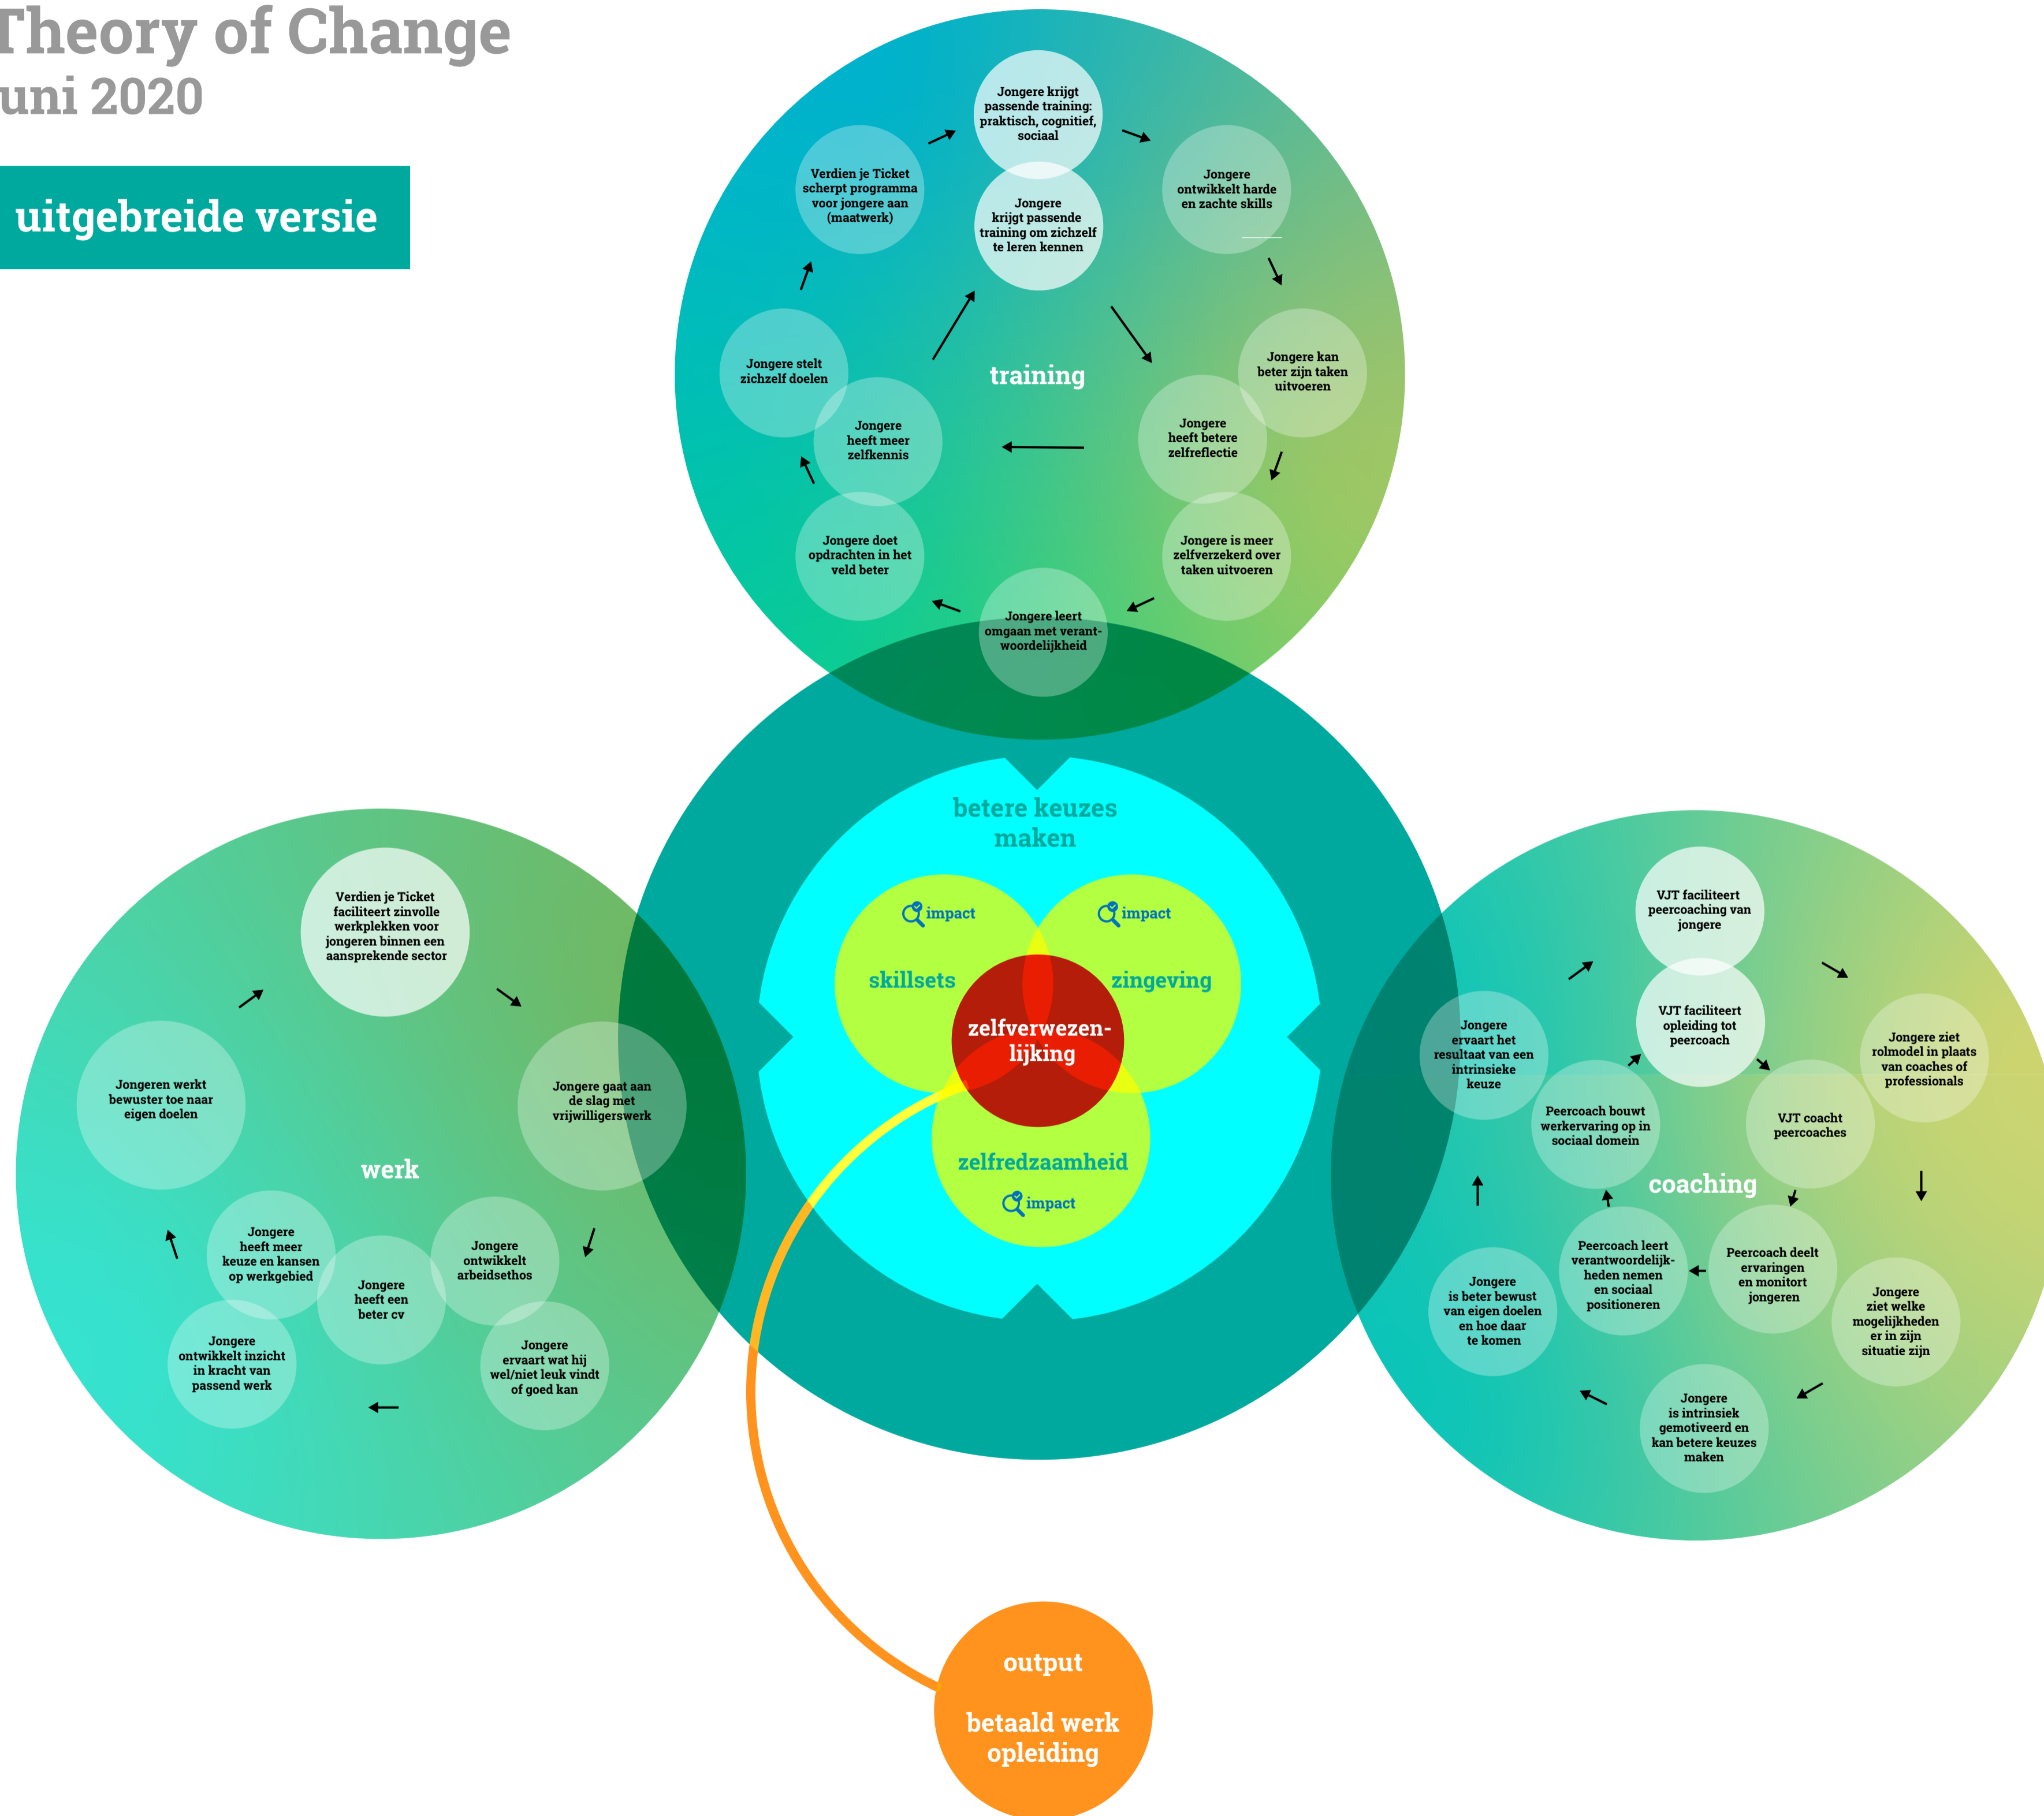 Theory of Change
uni 2020
uitgebreide versie
Jongere krijgt
passende training:
praktisch, cognitief,
sociaal
Jongere
krijgt passende
training om zichzelf
te leren kennen
Verdien je Ticket
scherpt programma
voor jongere aan
(maatwerk)
Jongere
ontwikkelt harde
en zachte skills
Jongere stelt
zichzelf doelen
training
Jongere kan
beter zijn taken
uitvoeren
Jongere
heeft meer
zelfkennis
Jongere
heeft betere
zelfreflectie
Jongere doet
opdrachten in het
veld beter
Jongere is meer
zelfverzekerd over
taken uitvoeren
Jongere leert
omgaan met verant-
woordelijkheid
betere keuzes
maken
impact
impact
skillsets
zingeving
zelfverwezen-
lijking
zelfredzaamheid
impact
Verdien je Ticket
faciliteert zinvolle
werkplekken voor
jongeren binnen een
aansprekende sector
Jongeren werkt
bewuster toe naar
eigen doelen
Jongere gaat aan
de slag met
vrijwilligerswerk
werk
Jongere
heeft meer
keuze en kansen
op werkgebied
Jongere
heeft een
beter cv
Jongere
ontwikkelt
arbeidsethos
Jongere
ontwikkelt inzicht
in kracht van
passend werk
Jongere
ervaart wat hij
wel/niet leuk vindt
of goed kan
VJT faciliteert
peercoaching van
jongere
VJT faciliteert
opleiding tot
peercoach
Jongere
ervaart het
resultaat van een
intrinsieke
keuze
Jongere ziet
rolmodel in plaats
van coaches of
professionals
Peercoach bouwt
werkervaring op in
sociaal domein
VJT coacht
peercoaches
coaching
Peercoach leert
verantwoordelijk-
heden nemen
en sociaal
positioneren
Peercoach deelt
ervaringen
en monitort
jongeren
Jongere
is beter bewust
van eigen doelen
en hoe daar
te komen
Jongere
ziet welke
mogelijkheden
er in zijn
situatie zijn
Jongere
is intrinsiek
gemotiveerd en
kan betere keuzes
maken
output
betaald werk
opleiding